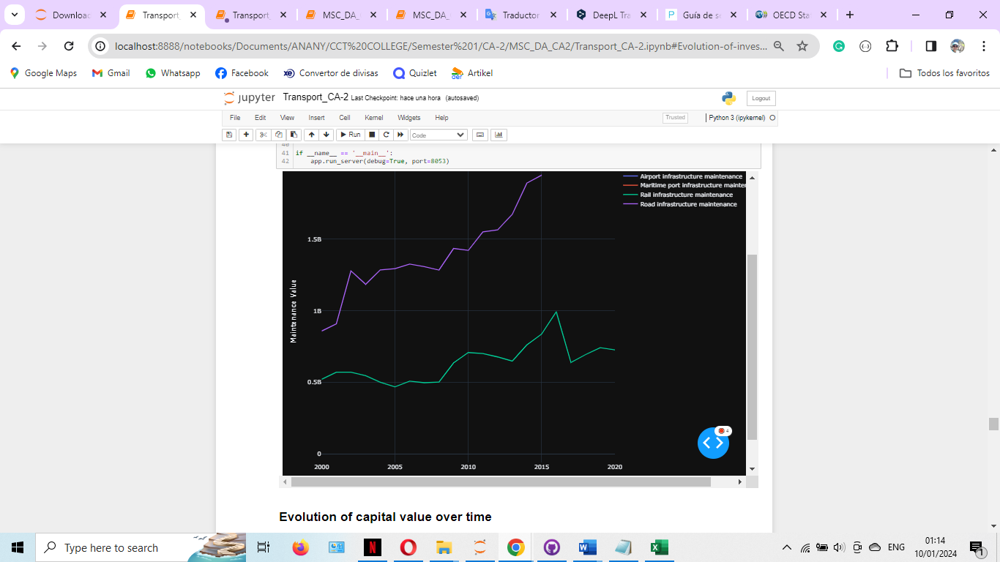 Downloac
Transport_
Transport_
MSC_DA_
MSC_DA_
Traductor
DeepL Tra
Guía de s
OECD Sta
localhost:8888/notebooks/Documents/ANANY/CCT%20COLLEGE/Semester%201/CA-2/MSC_DA_CA2/Transport_CA-2.ipynb#Evolution-of-inves...
Google Maps
Gmail
Whatsapp
Facebook
Convertor de divisas
Quizlet
Artikel
Todos los favoritos
jupyter Transport_CA-2 Last Checkpoint: hace una hora (autosaved)
Logout
File Edit View Insert Cell Kernel Widgets Help
Trusted
Python 3 (ipykernel)
Run
Code
40
41 if __name__ == '__main__':
42 app.run_server(debug=True, port=8053)
Airport infrastructure maintenance
Maritime port infrastructure mainter
Rail infrastructure maintenance
Road infrastructure maintenance
1.5B
1B
0.5B
0
Maintenance Value
2000 2005 2010 2015 2020
4
Evolution of capital value over time
Type here to search
ENG
01:14
10/01/2024
1